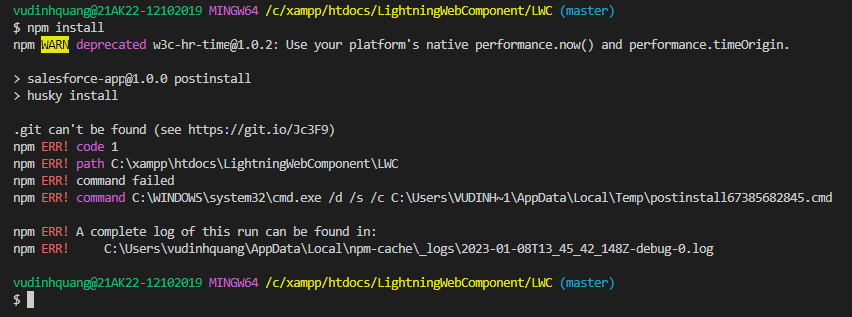 vudinhquang@21AK22-12102019 MINGW64 /c/xampp/htdocs/LightningWebComponent/LWC (master)
$ npm install
npm WARN deprecated w3c-hr-time@1.0.2: Use your platform's native performance.now() and performance.timeOrigin.
> salesforce-app@1.0.0 postinstall
> husky install
.git can't be found (see https://git.io/Jc3F9)
npm ERR! code 1
npm ERR! path C:\xampp\htdocs\LightningWebComponent\LWC
npm ERR! command failed
npm ERR! command C:\WINDOWS\system32\cmd.exe /d /s /c C:\Users\VUDINH~1\AppData\Local\Temp\postinstall67385682845.cmd
npm ERR! A complete log of this run can be found in:
npm ERR!     C:\Users\vudinhquang\AppData\Local\npm-cache\_logs\2023-01-08T13_45_42_148Z-debug-0.log
vudinhquang@21AK22-12102019 MINGW64 /c/xampp/htdocs/LightningWebComponent/LWC (master)
$